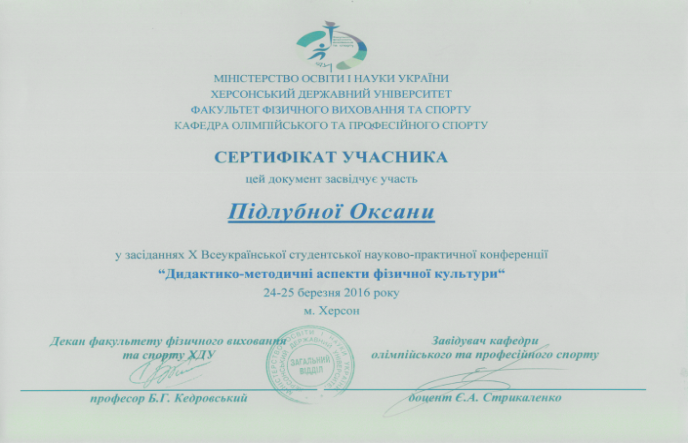 МІНІСТЕРСТВО ОСВІТИ І НАУКИ УКРАЇНИ
ХЕРСОНСЬКИЙ ДЕРЖАВНИЙ УНІВЕРСИТЕТ
ФАКУЛЬТЕТ ФІЗИЧНОГО ВИХОВАННЯ ТА СПОРТУ
КАФЕДРА ОЛІМПІЙСЬКОГО ТА ПРОФЕСІЙНОГО СПОРТУ
СЕРТИФІКАТ УЧАСНИКА
цей документ засвідчує участь
Підлубної Оксани
у засіданнях X Всеукраїнської студентської науково-практичної конференції
“Дидактико-методичні аспекти фізичної культури“
24-25 березня 2016 року
м. Херсон
Декан факультету фізичного виховання
та спорту ХДУ
професор Б.Г. Кедровський
ЗАГАЛЬНИЙ
ВІДДІЛ
Завідувач кафедри
олімпійського та професійного спорту
доцент Є.А. Стрикаленко